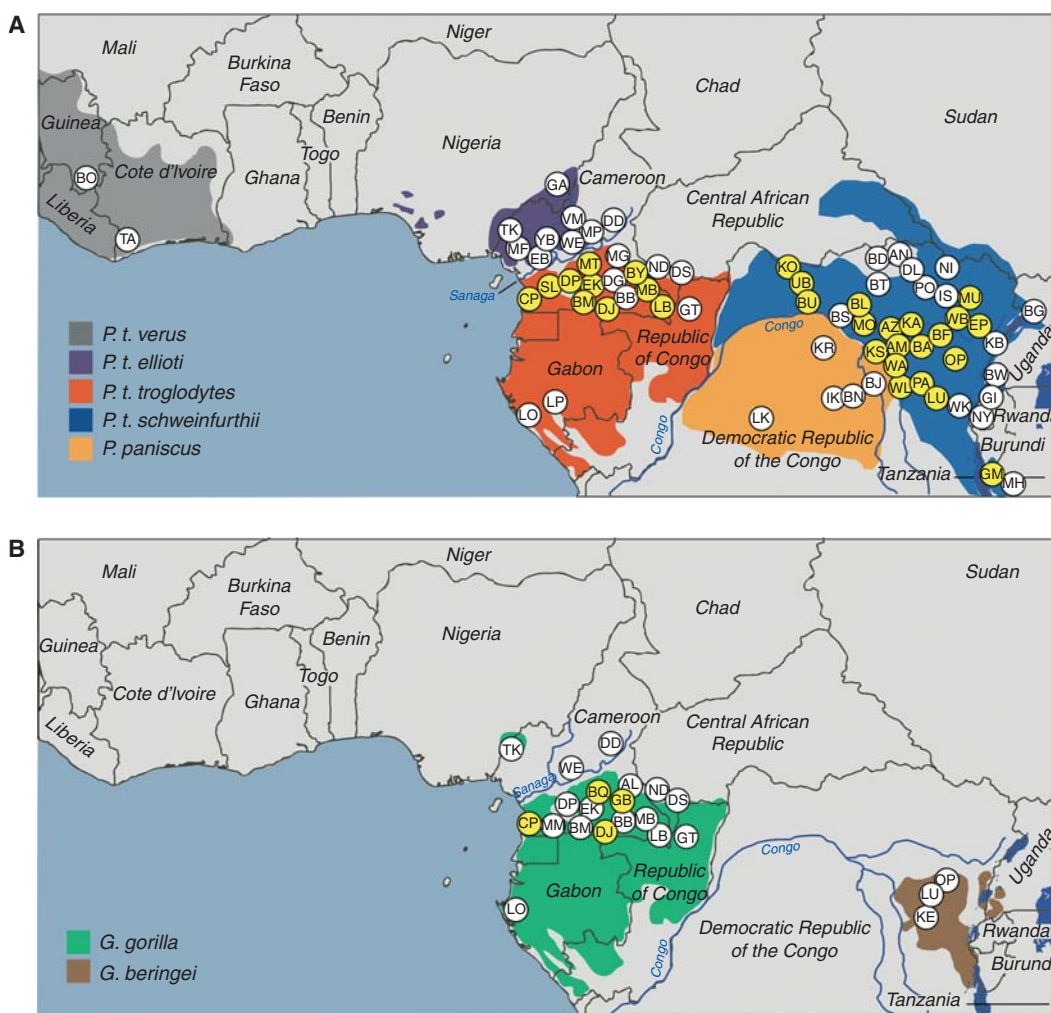 A
Mali
Niger
Burkina
Faso
Chad
Sudan
Guinea
Benin
Nigeria
Togo
Cote d'Ivoire
Ghana
Liberia
BO
TA
Cameroon
Central African
Republic
GA
TK
MF
EB
YB
VM
WE
MP
DD
Sanaga
MT
MG
CP
SL
DP
EK
DG
BY
ND
DS
BM
DJ
BB
MB
LB
GT
Republic
of Congo
Gabon
LO
LP
Congo
KO
UB
BU
BD
AN
DL
NI
BT
PO
IS
MU
BS
BL
MO
AZ
KA
WB
EP
BG
BF
KB
Congo
KR
KS
AM
BA
OP
WA
Uganda
BW
IK
BN
BJ
WL
PA
LU
WK
GI
NY
Rwanda
LK
Democratic Republic
of the Congo
Burundi
Tanzania
GM
MH
P. t. verus
P. t. ellioti
P. t. troglodytes
P. t. schweinfurthii
P. paniscus
B
Mali
Niger
Burkina
Faso
Chad
Sudan
Guinea
Benin
Nigeria
Togo
Cote d'Ivoire
Ghana
Liberia
Cameroon
Central African
Republic
TK
WE
DD
Sanaga
BQ
GB
AL
ND
DS
DP
EK
CP
MM
BM
DJ
BB
MB
LB
GT
Gabon
Republic
of Congo
LO
Congo
Congo
Democratic Republic
of the Congo
OP
LU
KE
Uganda
Rwanda
Burundi
Tanzania
G. gorilla
G. beringei